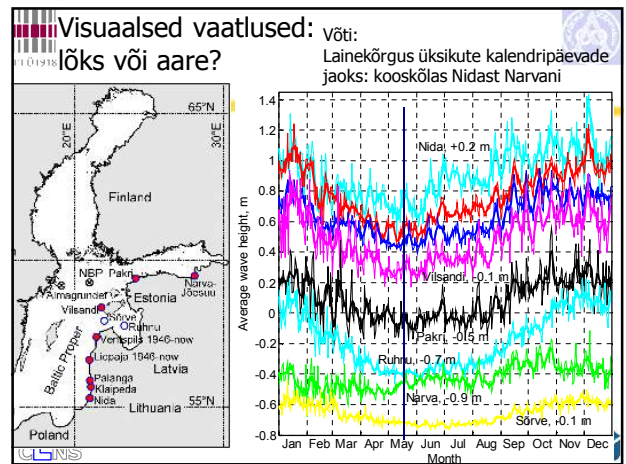 Visuaalsed vaatlused:
lõks või aare?
Võti:
Lainekõrgus üksikute kalendripäevade
jaoks: kooskõlas Nidast Narvani
1918
65°N
20°E
30°E
Finland
NBP
Pakri
Narva-
Jõesuu
Almagrundet
Estonia
Vilsandi
Sõrve
Ruhnu
Ventspils 1946-now
Liepaja 1946-now
Latvia
Palanga
Klaipeda
Nida
55°N
Lithuania
Baltic Proper
Poland
CENS
Average wave height, m
1.4
1.2
1
0.8
0.6
0.4
0.2
0
-0.2
-0.4
-0.6
-0.8
Nida, +0.2 m
Vilsandi, -0.1 m
Pakri, -0.5 m
Ruhnu, -0.7 m
Narva, -0.9 m
Sõrve, -0.1 m
Jan Feb Mar Apr May Jun Jul Aug Sep Oct Nov Dec
Month